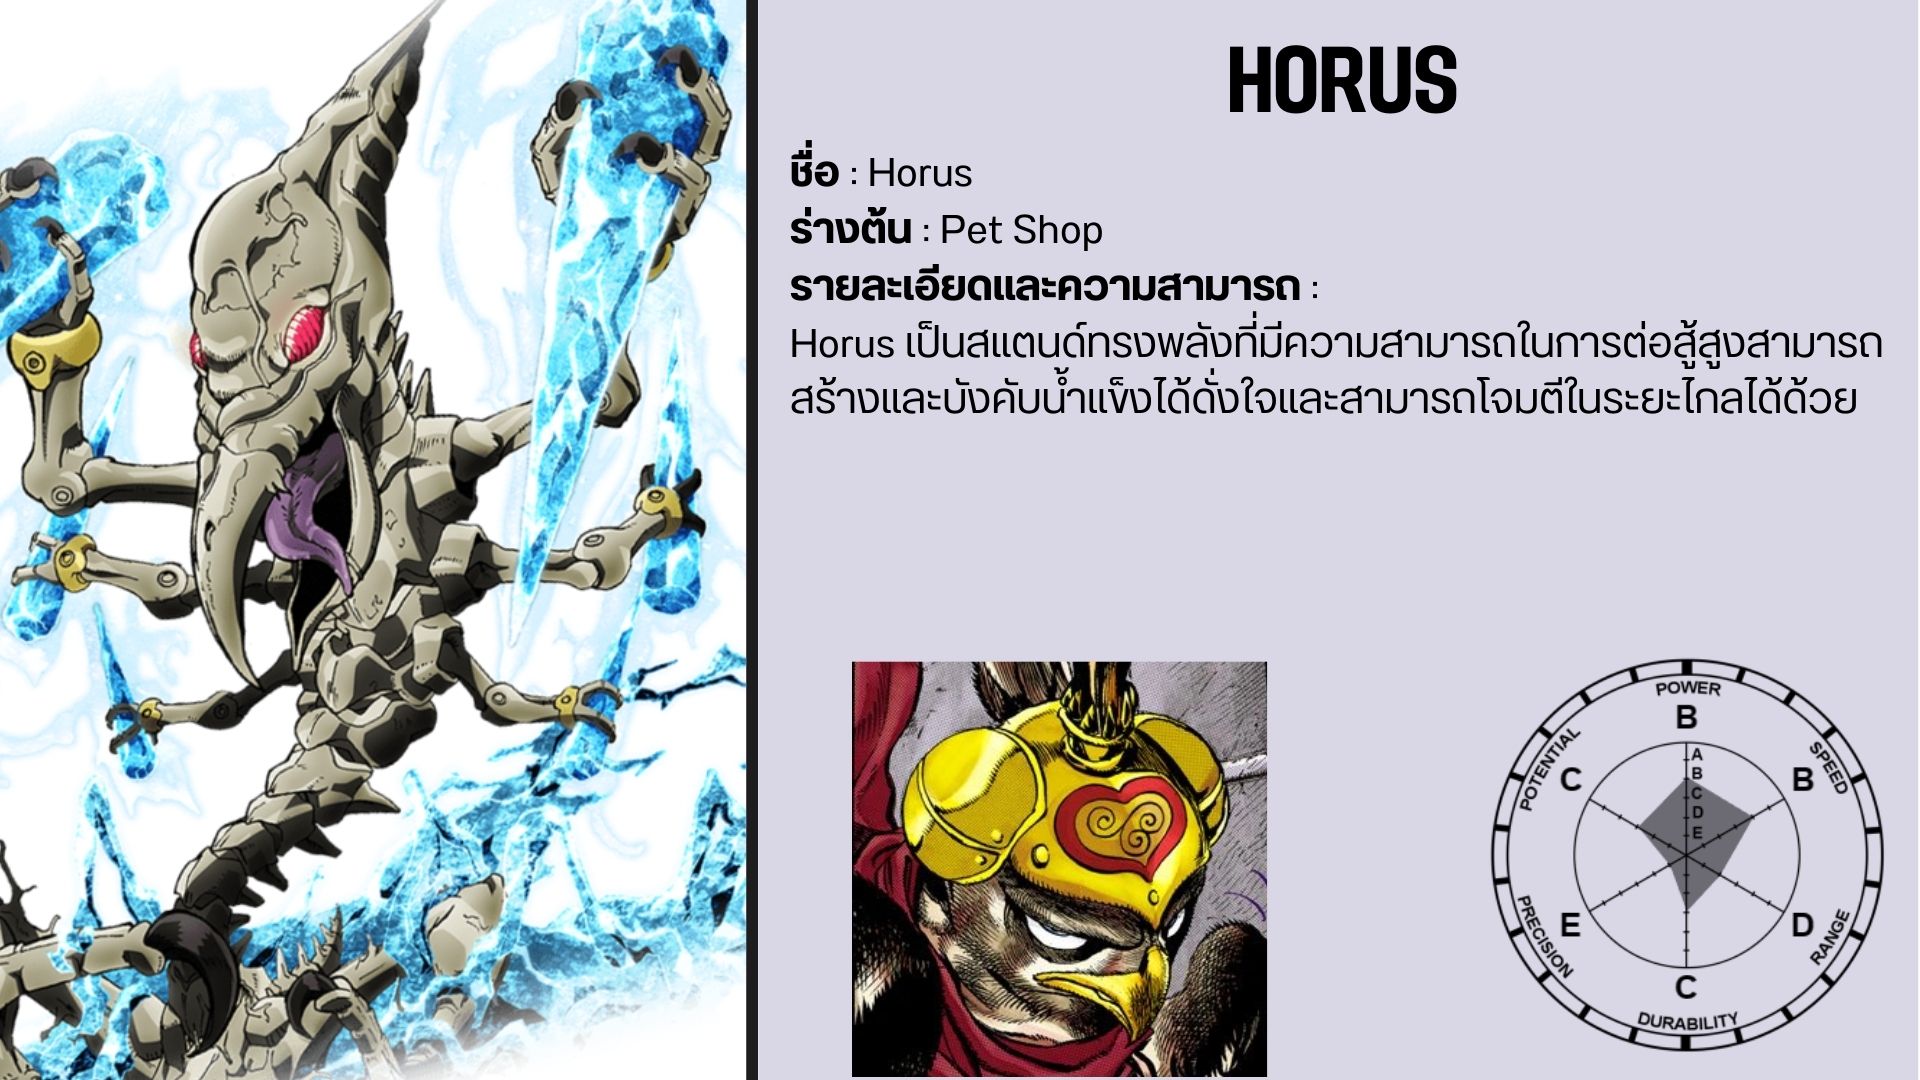 HORUS
ชื่อ : Horus
ร่างต้น : Pet Shop
รายละเอียดและความสามารถ :
Horus เป็นสแตนด์ทรงพลังที่มีความสามารถในการต่อสู้สูงสามารถ
สร้างและบังคับน้ำแข็งได้ดั่งใจและสามารถโจมตีในระยะไกลได้ด้วย
POWER
B
POTENTIAL
C
SPEED
B
A
B
C
D
E
PRECISION
E
RANGE
D
C
DURABILITY